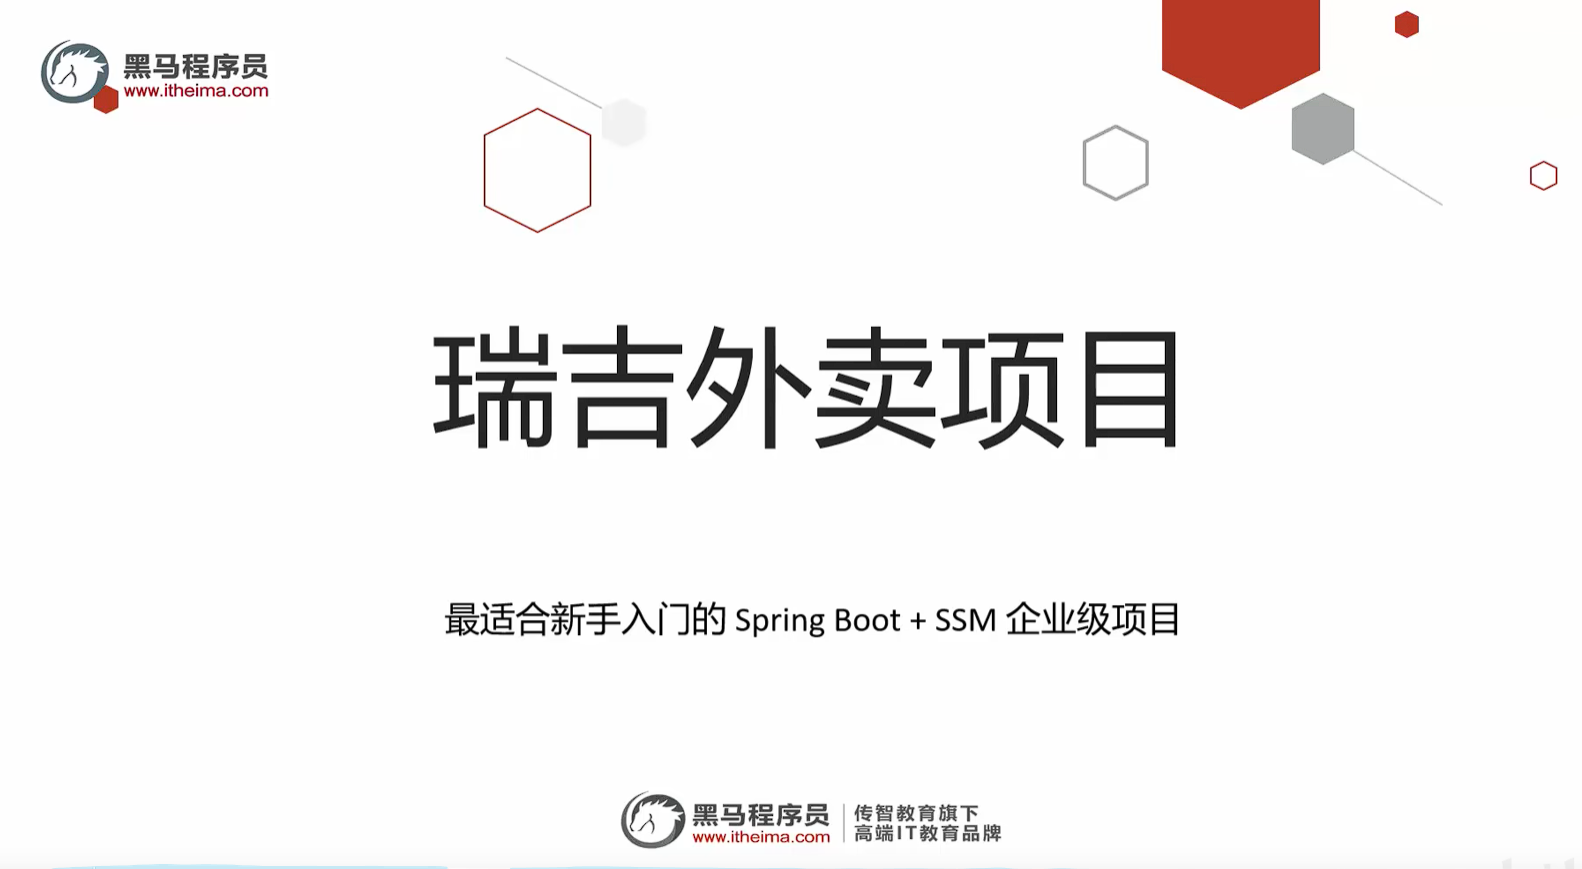 黑马程序员
www.itheima.com
瑞吉外卖项目
最适合新手入门的 Spring Boot + SSM 企业级项目
黑马程序员
www.itheima.com
传智教育旗下
高端IT教育品牌